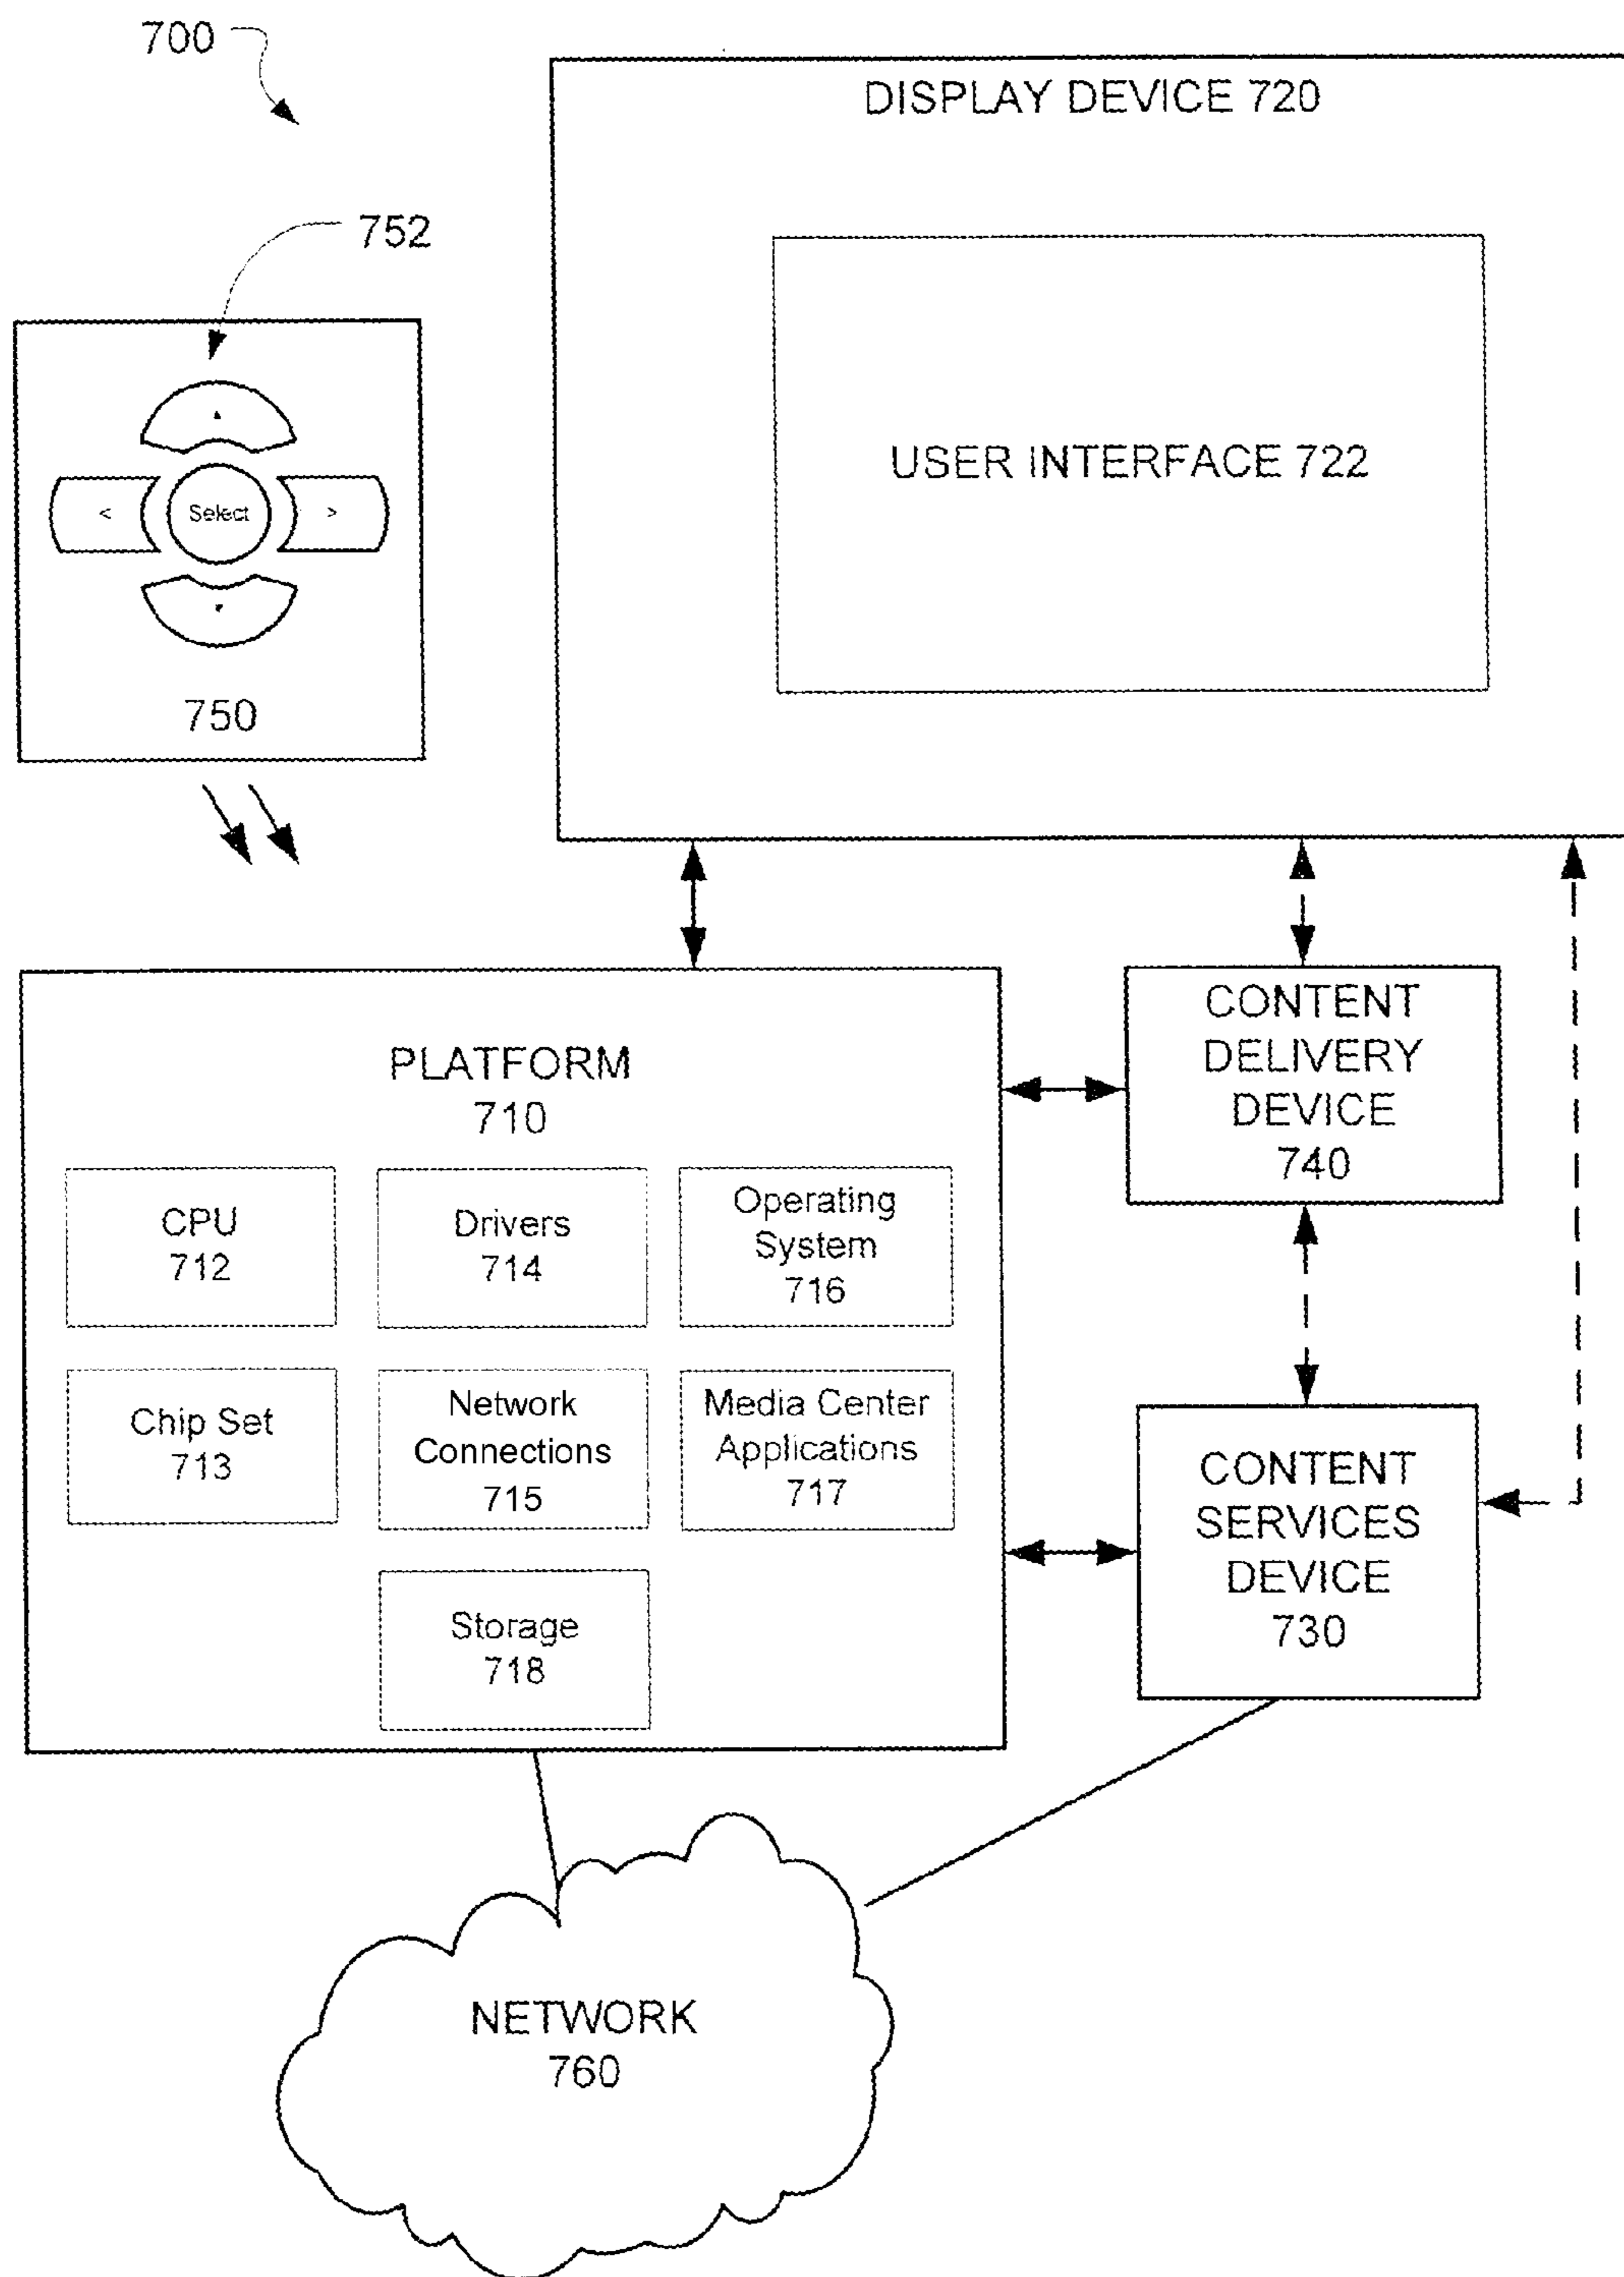 700
DISPLAY DEVICE 720
752
USER INTERFACE 722
<
Select
>
750
PLATFORM
710
CPU
712
Drivers
714
Operating
System
716
Chip Set
713
Network
Connections
715
Media Center
Applications
717
Storage
718
CONTENT
DELIVERY
DEVICE
740
CONTENT
SERVICES
DEVICE
730
NETWORK
760